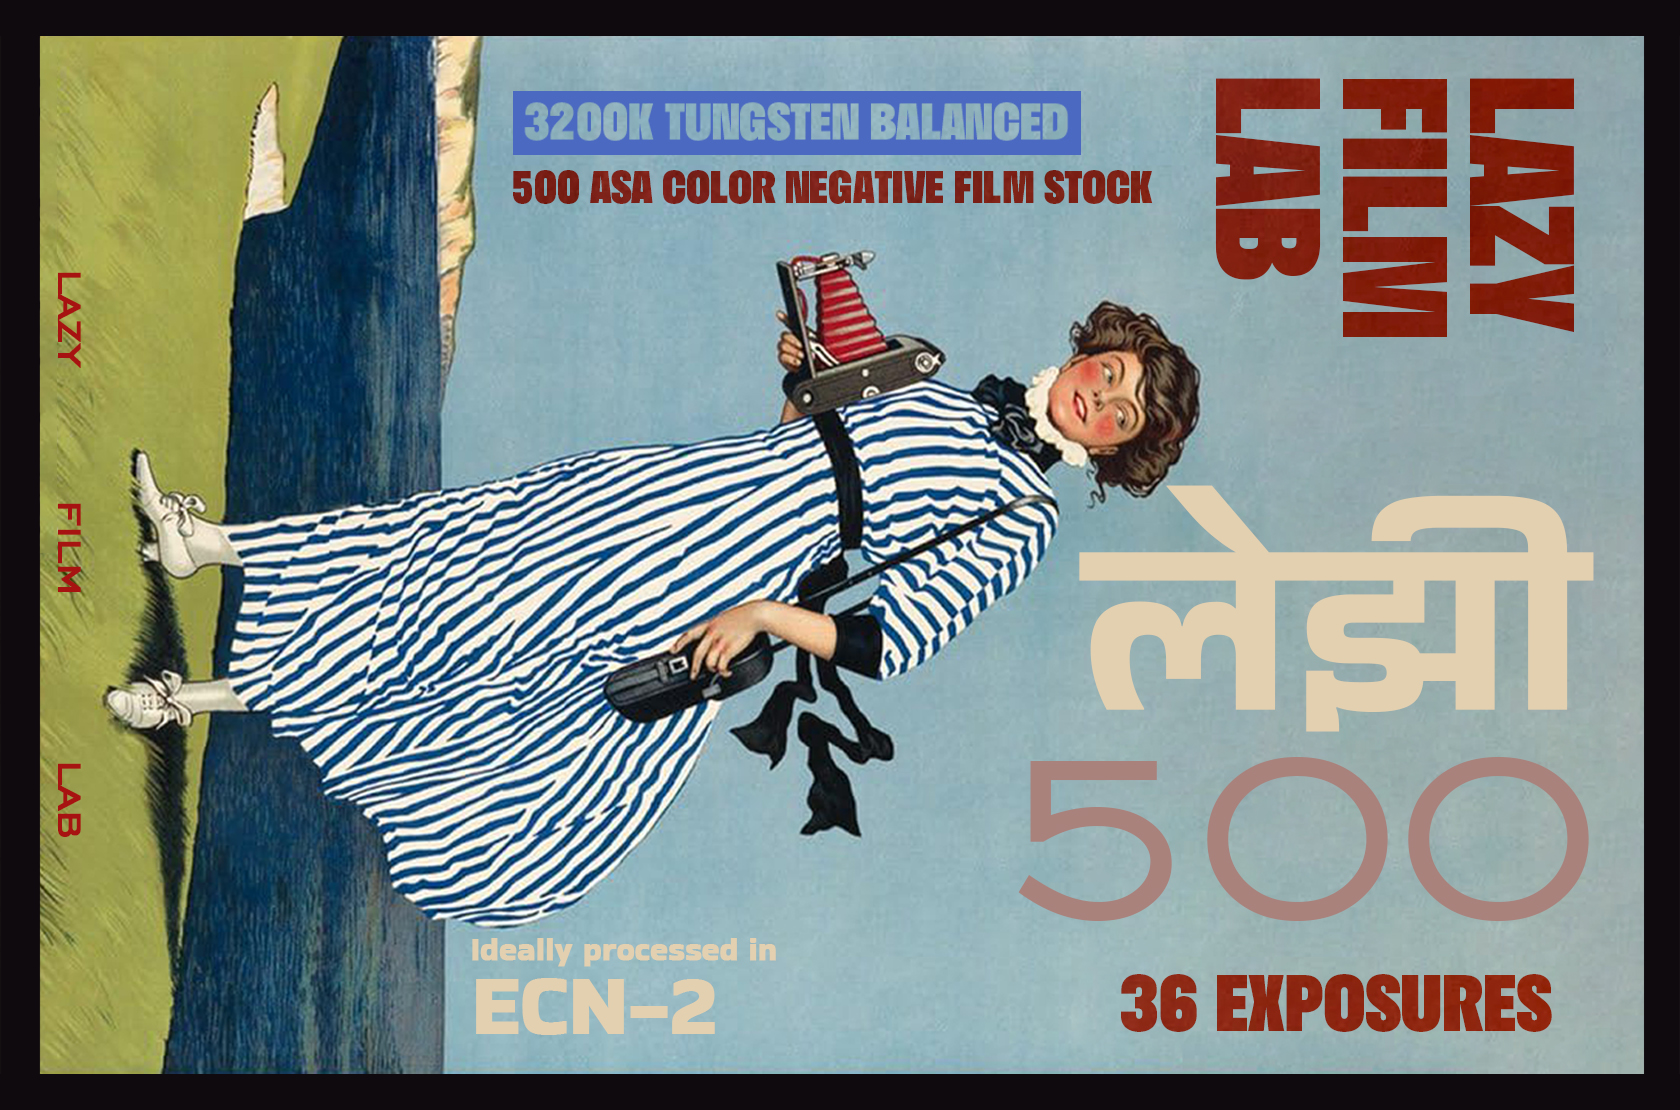 3200K TUNGSTEN BALANCED
500 ASA COLOR NEGATIVE FILM STOCK
LAZY
FILM
LAB
लेझी
500
36 EXPOSURES
Ideally processed in
ECN-2
LAZY FILM LAB